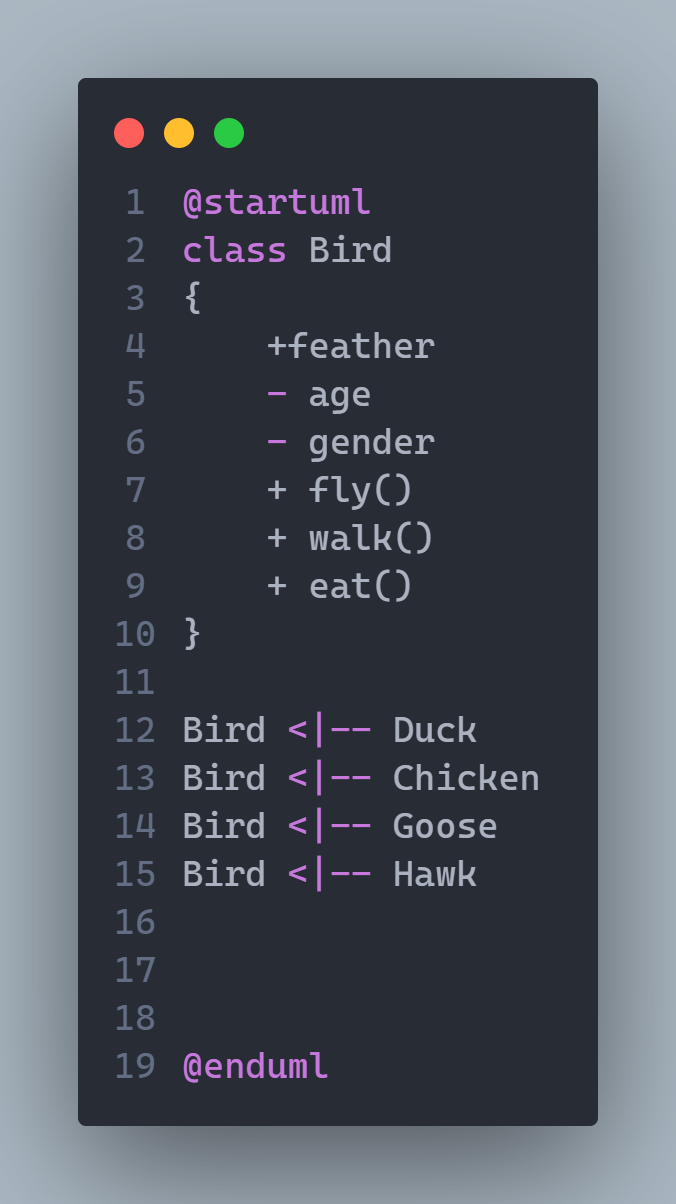 1 @startuml
2 class Bird
3 {
4     +feather
5     - age
6     - gender
7     + fly()
8     + walk()
9     + eat()
10 }
11
12 Bird <|-- Duck
13 Bird <|-- Chicken
14 Bird <|-- Goose
15 Bird <|-- Hawk
16
17
18
19 @enduml